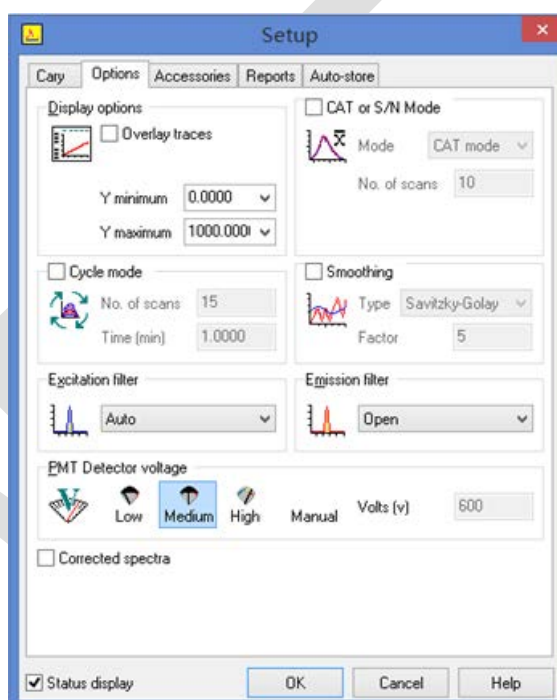 Setup
Cary Options Accessories Reports Auto-store
Display options
Overlay traces
Y minimum 0.0000
Y maximum 1000.000
CAT or S/N Mode
Mode CAT mode
No. of scans 10
Cycle mode
No. of scans 15
Time (min) 1.0000
Smoothing
Type Savitzky-Golay
Factor 5
Excitation filter
Auto
Emission filter
Open
PMT Detector voltage
Low Medium High Manual Volts (v) 600
Corrected spectra
Status display OK Cancel Help